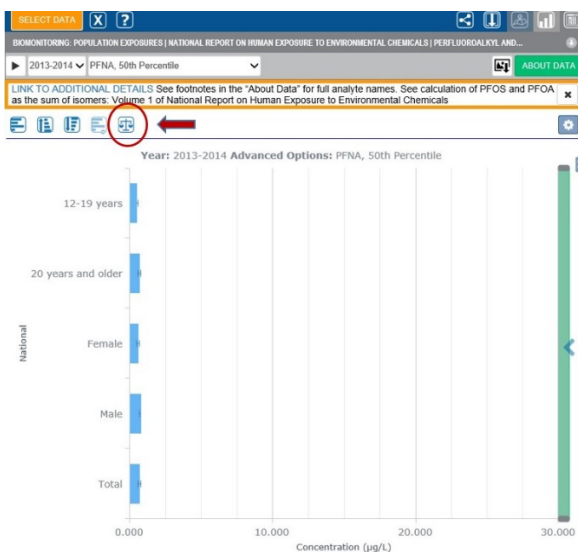 SELECT DATA X ?
BIOMONITORING: POPULATION EXPOSURES | NATIONAL REPORT ON HUMAN EXPOSURE TO ENVIRONMENTAL CHEMICALS | PERFLUOROALKYL AND...
2013-2014 PFNA, 50th Percentile ABOUT DATA
LINK TO ADDITIONAL DETAILS See footnotes in the "About Data" for full analyte names. See calculation of PFOS and PFOA
as the sum of isomers: Volume 1 of National Report on Human Exposure to Environmental Chemicals
Year: 2013-2014 Advanced Options: PFNA, 50th Percentile
12-19 years
20 years and older
National
Female
Male
Total
0.000 10.000 20.000 30.000
Concentration (µg/L)